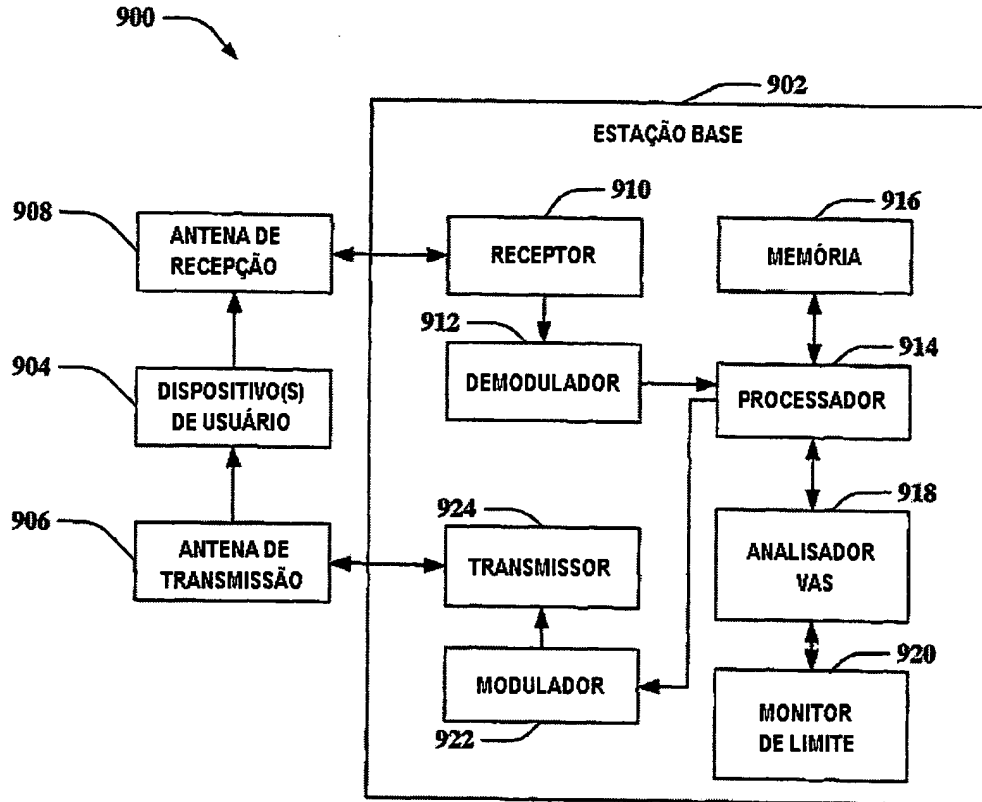 900
902
ESTAÇÃO BASE
908
ANTENA DE
RECEPÇÃO
910
RECEPTOR
916
MEMÓRIA
912
DEMODULADOR
914
PROCESSADOR
904
DISPOSITIVO(S)
DE USUÁRIO
906
ANTENA DE
TRANSMISSÃO
924
TRANSMISSOR
918
ANALISADOR
VAS
MODULADOR
922
920
MONITOR
DE LIMITE